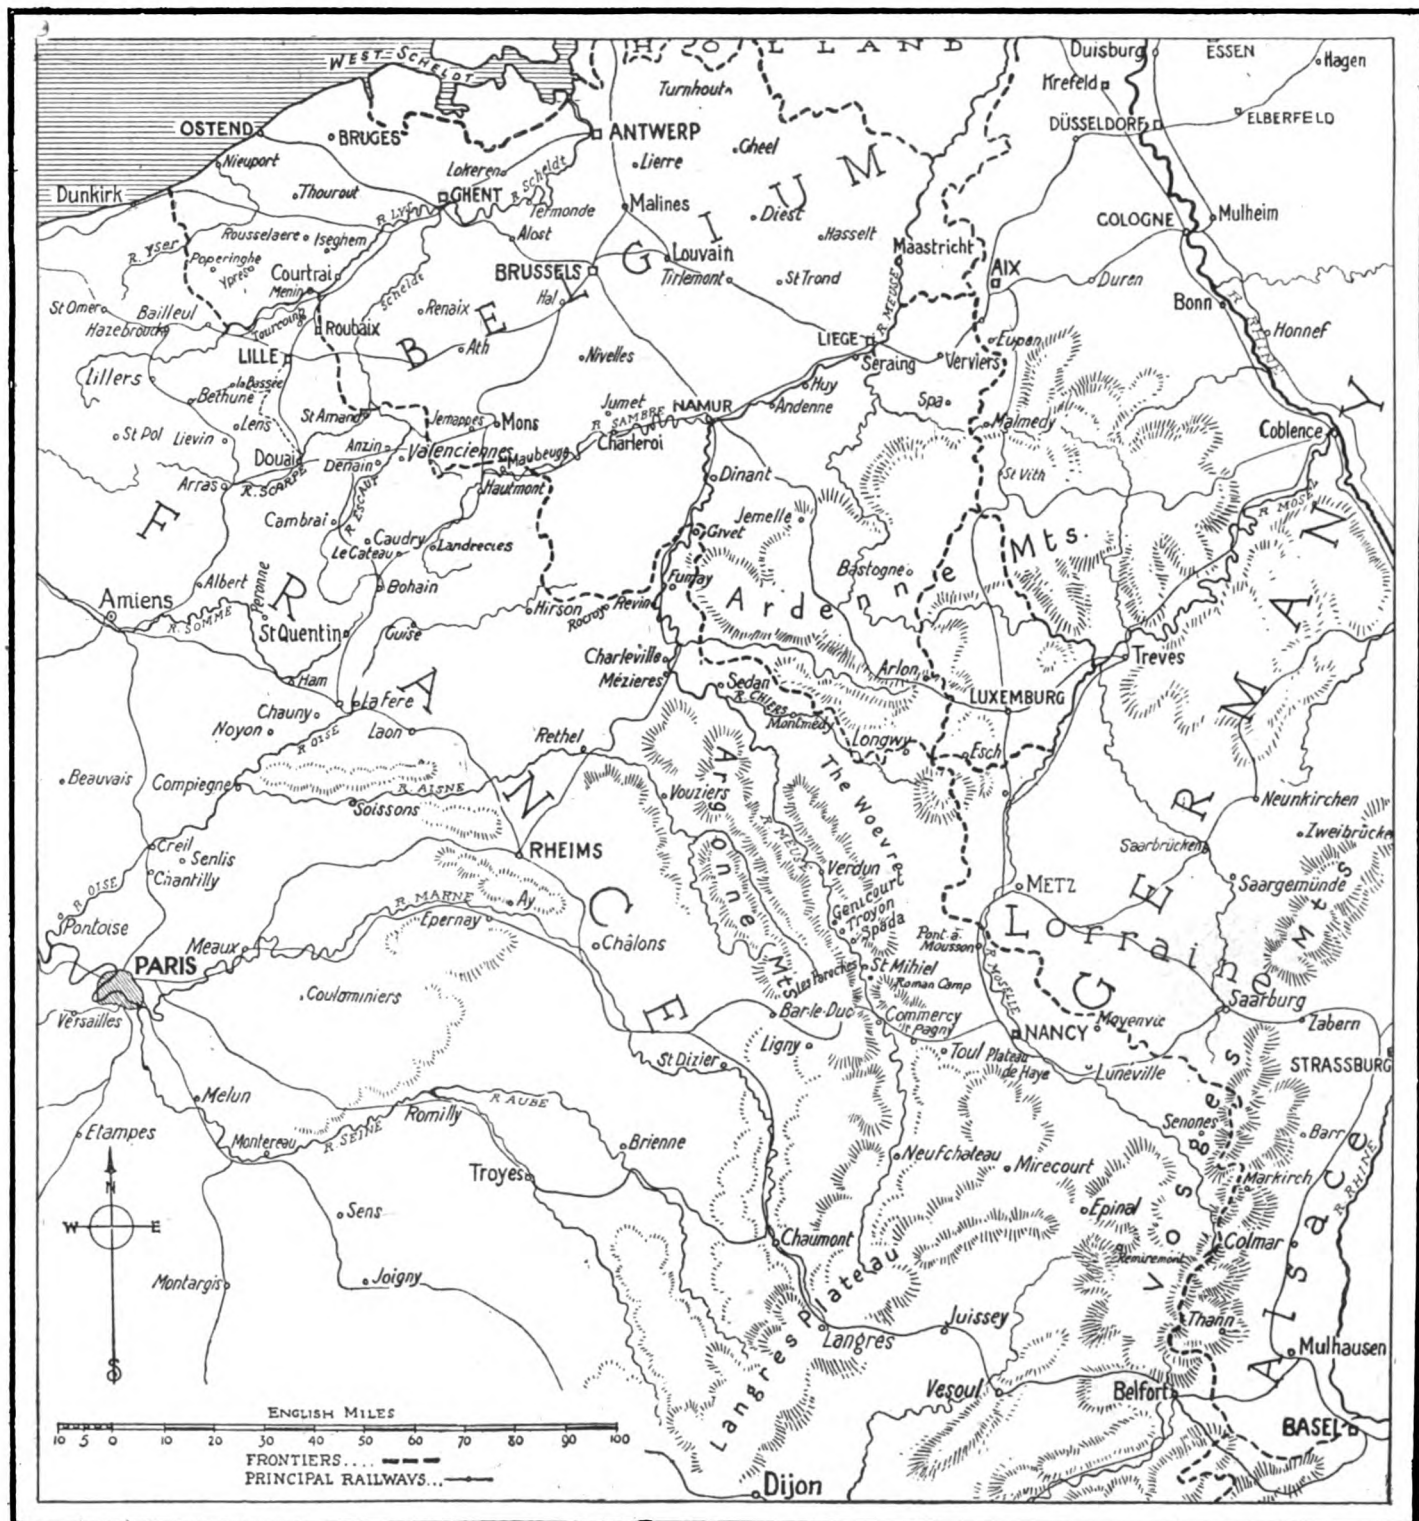 HOLLAND
WEST SCHELDT
Duisburg
ESSEN
Hagen
Krefeld
Turnhout
DÜSSELDORF
ELBERFELD
OSTEND
BRUGES
ANTWERP
Gheel
Lierre
Nieuport
Lokeren
R. Scheldt
Dunkirk
Thourout
GHENT
Termonde
Malines
Diest
R. LYS
COLOGNE
Mulheim
R. Yser
Rousselaere
Iseghem
Alost
Hasselt
Maastricht
Poperinghe
Ypres
Courtrai
BRUSSELS
Louvain
Tirlemont
St Trond
AIX
Duren
Menin
Scheldt
Hal
R. MEUSE
Bonn
R. RHINE
St Omer
Bailleul
Hazebrouck
Tourcoing
Roubaix
Renaix
Honnef
BELGIUM
LILLE
Ath
Nivelles
LIEGE
Seraing
Verviers
Eupen
Lillers
la Bassée
Bethune
Huy
Andenne
Spa
Malmedy
St Amand
Jemappes
Mons
Jumet
R. SAMBRE
NAMUR
Charleroi
Coblence
St Pol
Lievin
Lens
Douai
Anzin
Denain
Valenciennes
Maubeuge
Hautmont
Dinant
St Vith
Arras
R. SCARPE
R. ESCAUT
R. MOSEL
Cambrai
Caudry
Le Cateau
Landrecies
Jemelle
Givet
Ardenne Mts.
Bastogne
Albert
Peronne
Bohain
Fumay
Amiens
R. SOMME
St Quentin
Guise
Hirson
Rocroy
Revin
Treves
Charleville
Mézieres
Arlon
Ham
La Fère
Sedan
R. CHIERS
Montmédy
LUXEMBURG
Chauny
Noyon
R. OISE
Laon
Rethel
Longwy
Esch
FRANCE
Beauvais
Compiegne
R. AISNE
Soissons
Vouziers
Argonne Mts
The Woevre
R. MEUSE
Neunkirchen
Zweibrücken
Creil
Senlis
Chantilly
RHEIMS
Verdun
Saarbrücken
METZ
Saargemünde
R. OISE
Pontoise
R. MARNE
Epernay
Ay
Genicourt
Troyon
Spada
Lorraine
GERMANY
Meaux
PARIS
Châlons
Pont-à-
Mousson
Les Paroches
St Mihiel
Roman Camp
R. MOSELLE
Mts
Versailles
Coulominiers
Bar-le-Duc
Commercy
Pagny
Moyenvic
Saarburg
Zabern
Ligny
Toul
Plateau
de Haye
NANCY
Luneville
STRASSBURG
St Dizier
Melun
Romilly
R. AUBE
Etampes
Montereau
R. SEINE
Brienne
Senones
Barr
Neufchateau
Mirecourt
R. RHINE
N
W
E
S
Troyes
Markirch
Sens
Epinal
Vosges
Chaumont
Remiremont
Colmar
Alsace
Montargis
Joigny
Langres Plateau
Thann
Langres
Juissey
Mulhausen
Vesoul
Belfort
BASEL
Dijon
ENGLISH MILES
10 5 0 10 20 30 40 50 60 70 80 90 100
FRONTIERS....
PRINCIPAL RAILWAYS...